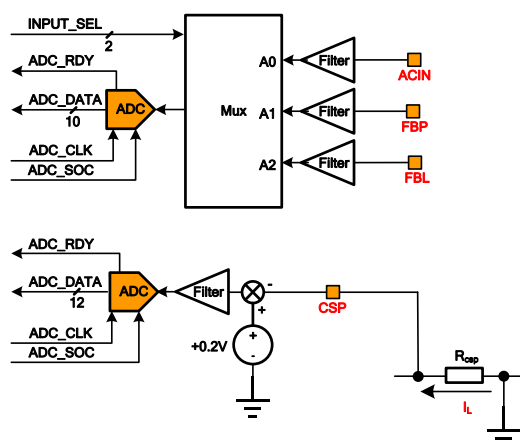 INPUT_SEL
2
ADC_RDY
ADC_DATA
10
ADC
ADC_CLK
ADC_SOC
Mux
A0
Filter
ACIN
A1
Filter
FBP
A2
Filter
FBL
ADC_RDY
ADC_DATA
12
ADC
ADC_CLK
ADC_SOC
Filter
-
+
+
-
+0.2V
CSP
Rcsp
IL